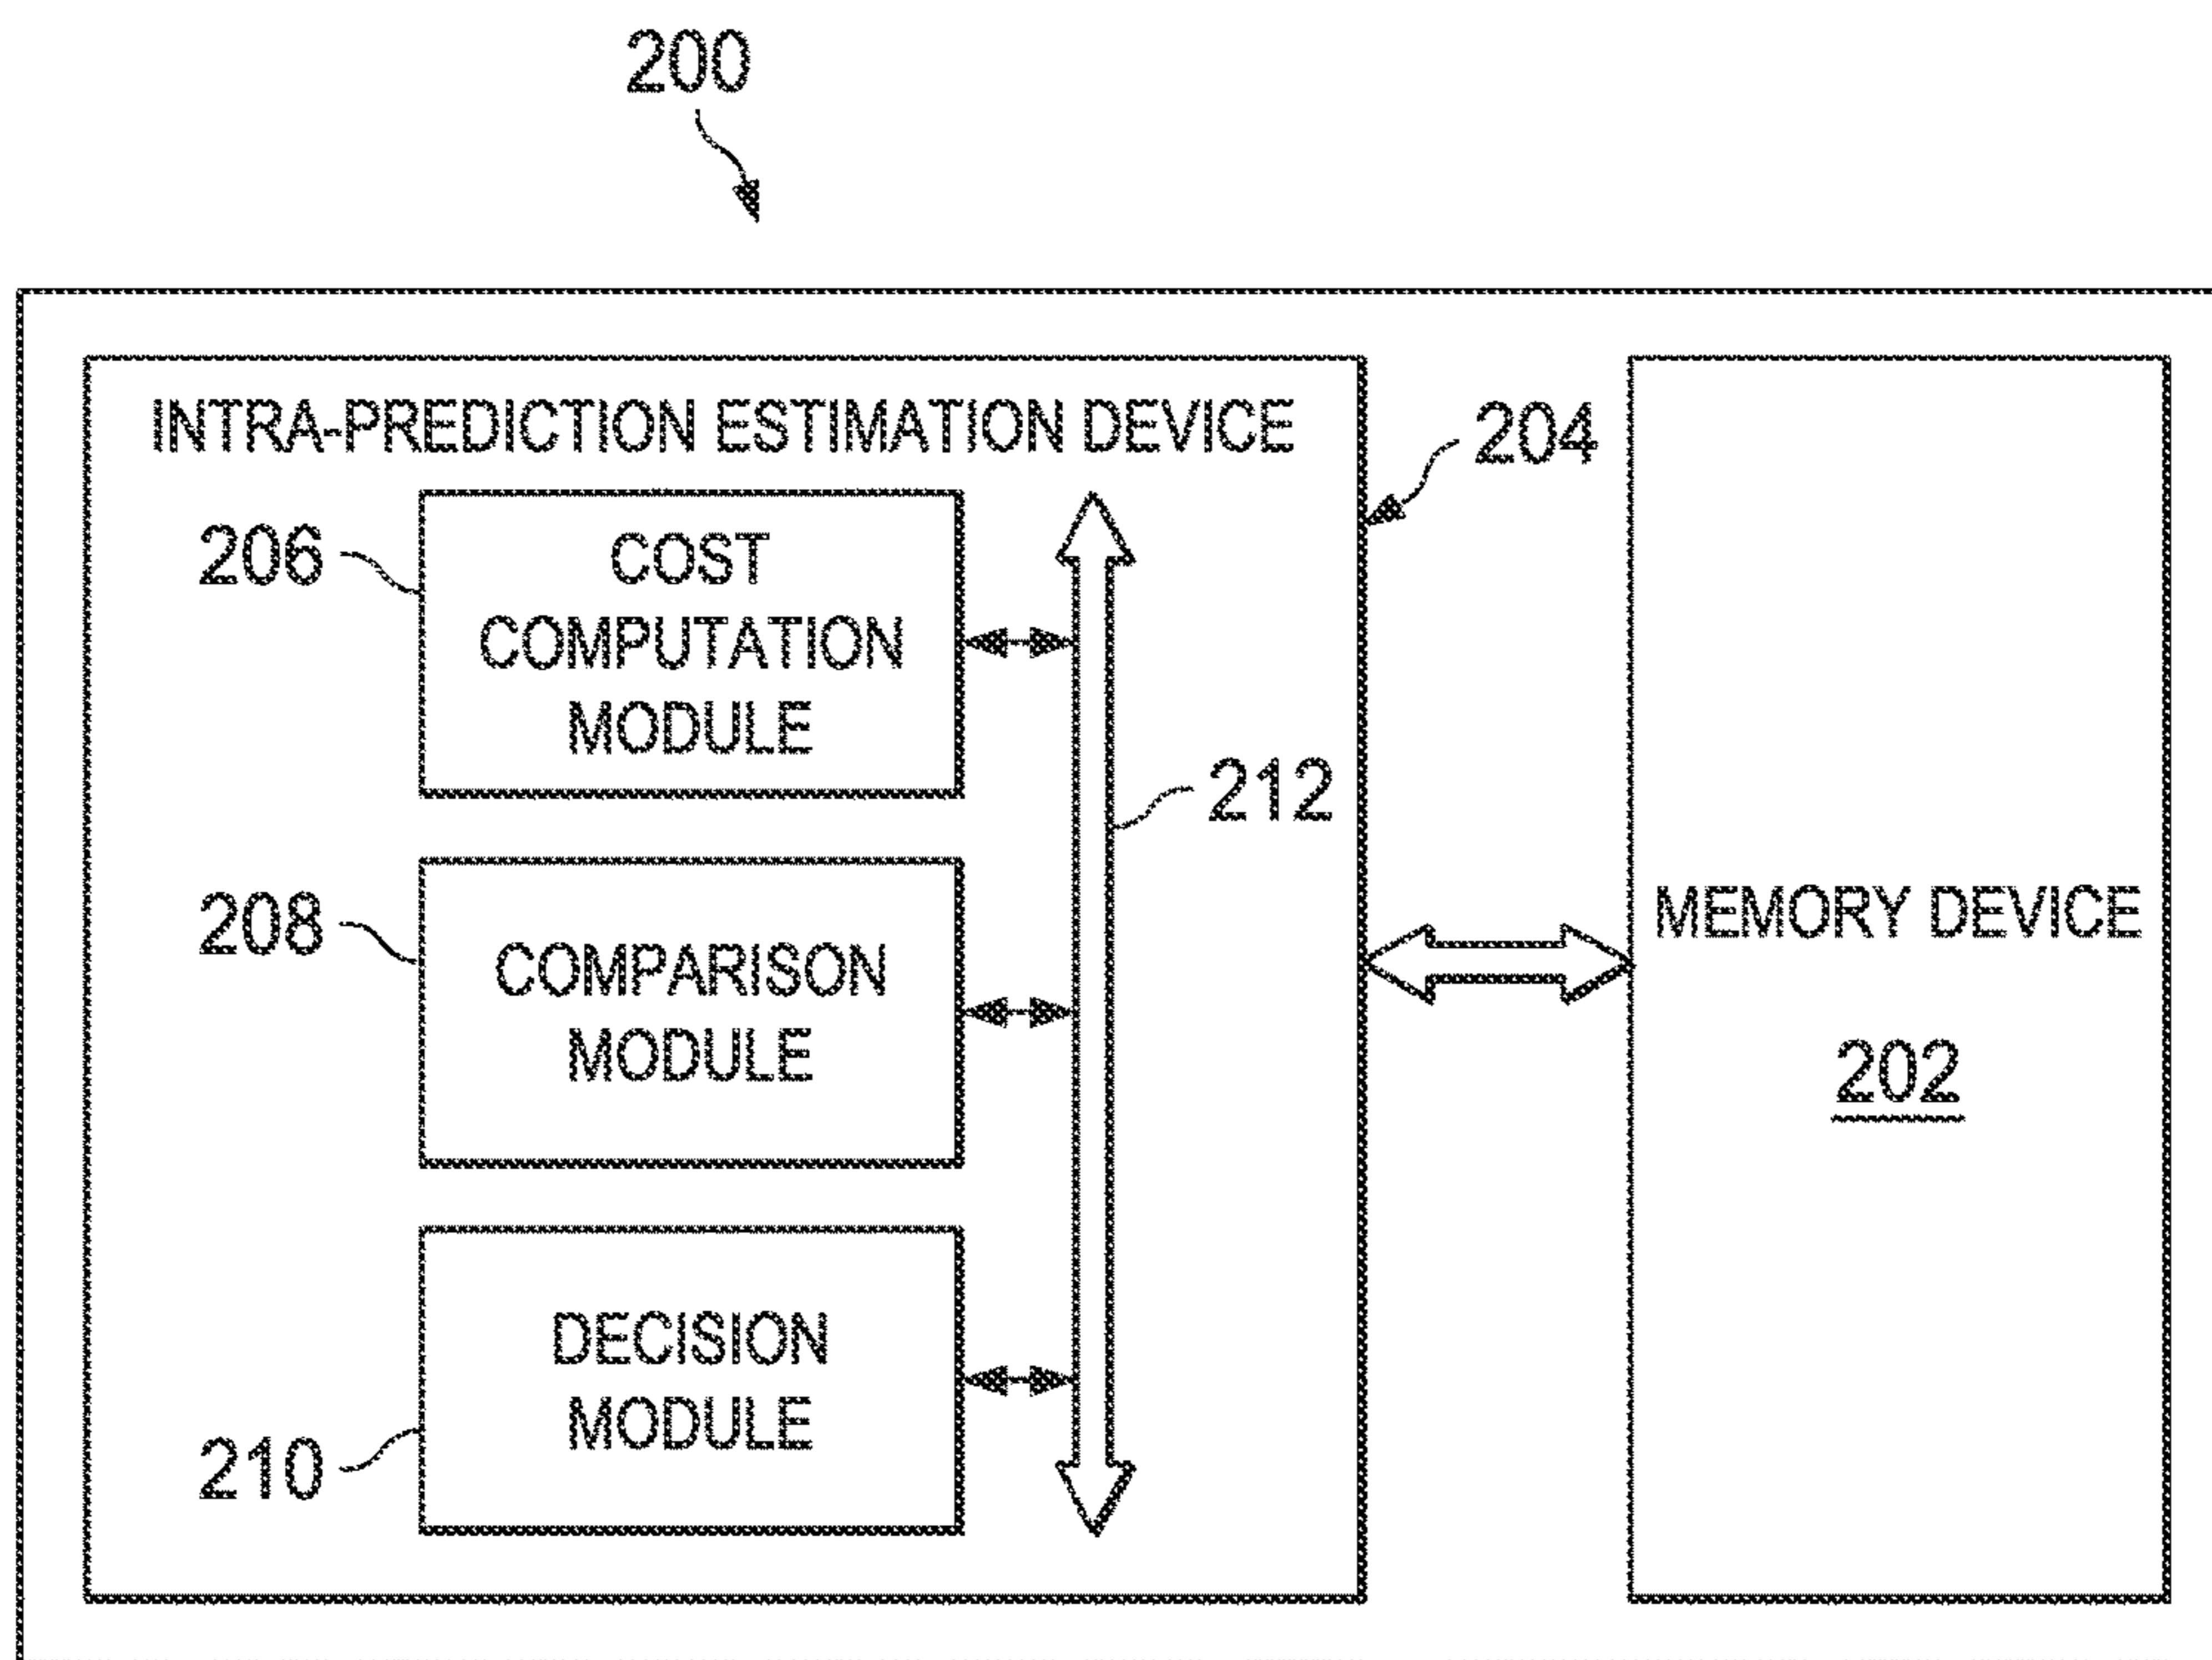 200
INTRA-PREDICTION ESTIMATION DEVICE
204
206
COST
COMPUTATION
MODULE
212
208
COMPARISON
MODULE
MEMORY DEVICE
202
210
DECISION
MODULE